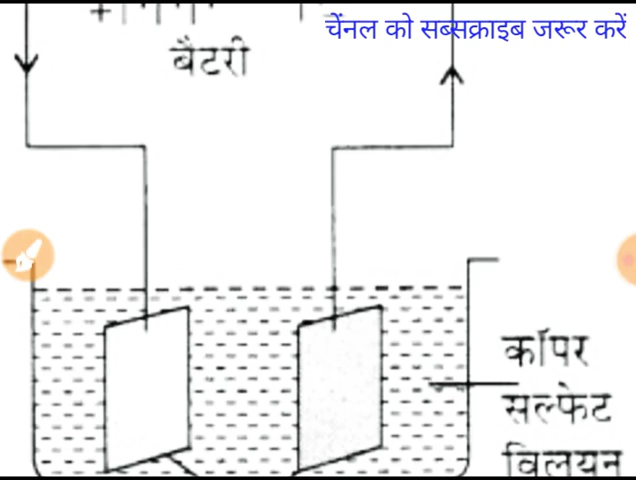 चेंनल को सब्सक्राइब जरूर करें
+
बैटरी
कॉपर
सल्फेट
विलयन